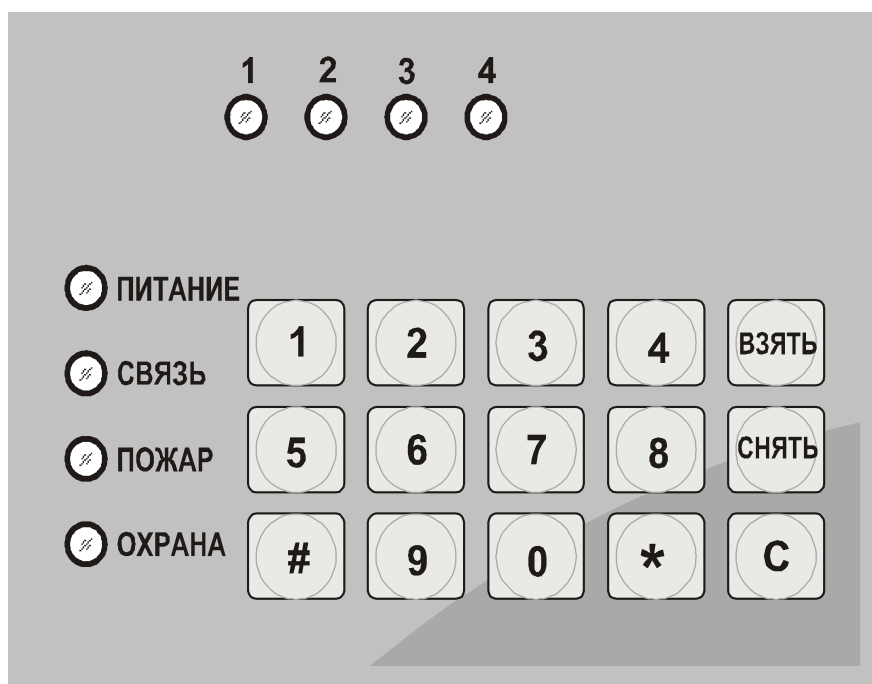 1 2 3 4
ПИТАНИЕ
1 2 3 4 ВЗЯТЬ
СВЯЗЬ
5 6 7 8 СНЯТЬ
ПОЖАР
# 9 0 * С
ОХРАНА